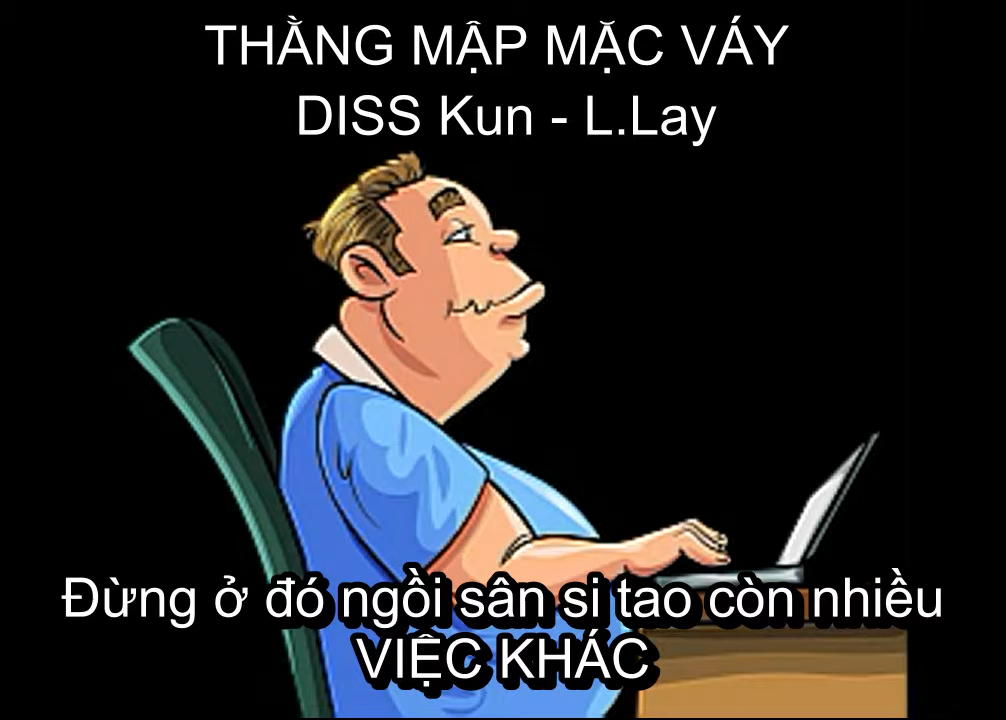 THẰNG MẬP MẶC VÁY
DISS Kun - L.Lay
Đừng ở đó ngồi sân si tao còn nhiều
VIỆC KHÁC